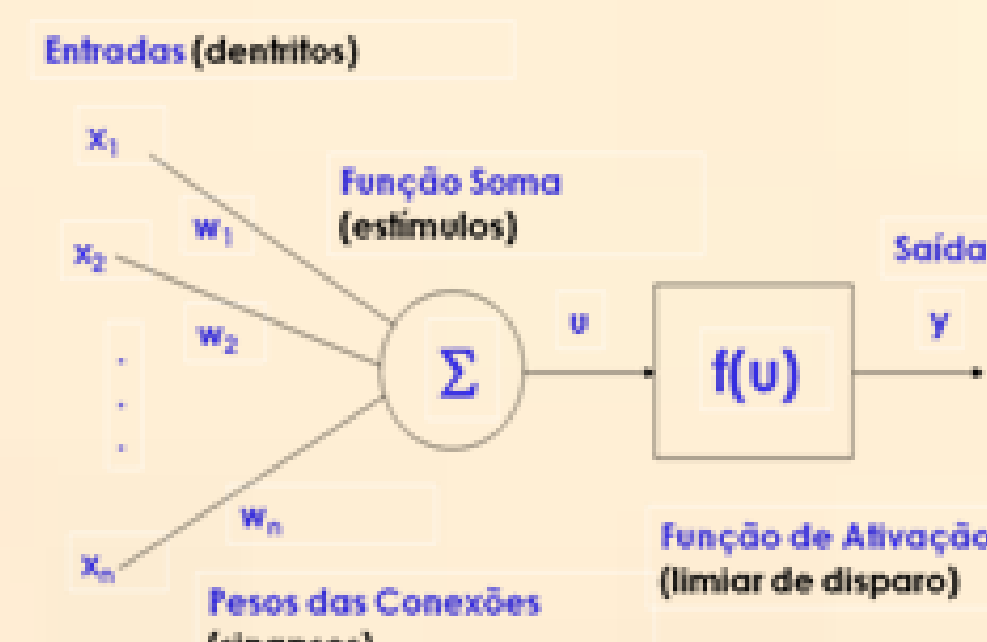 Entradas (dentritos)
x1
Função Soma
(estímulos)
w1
x2
Saída
w2
u
y
Σ
f(u)
.
.
.
wn
xn
Função de Ativação
(limiar de disparo)
Pesos das Conexões